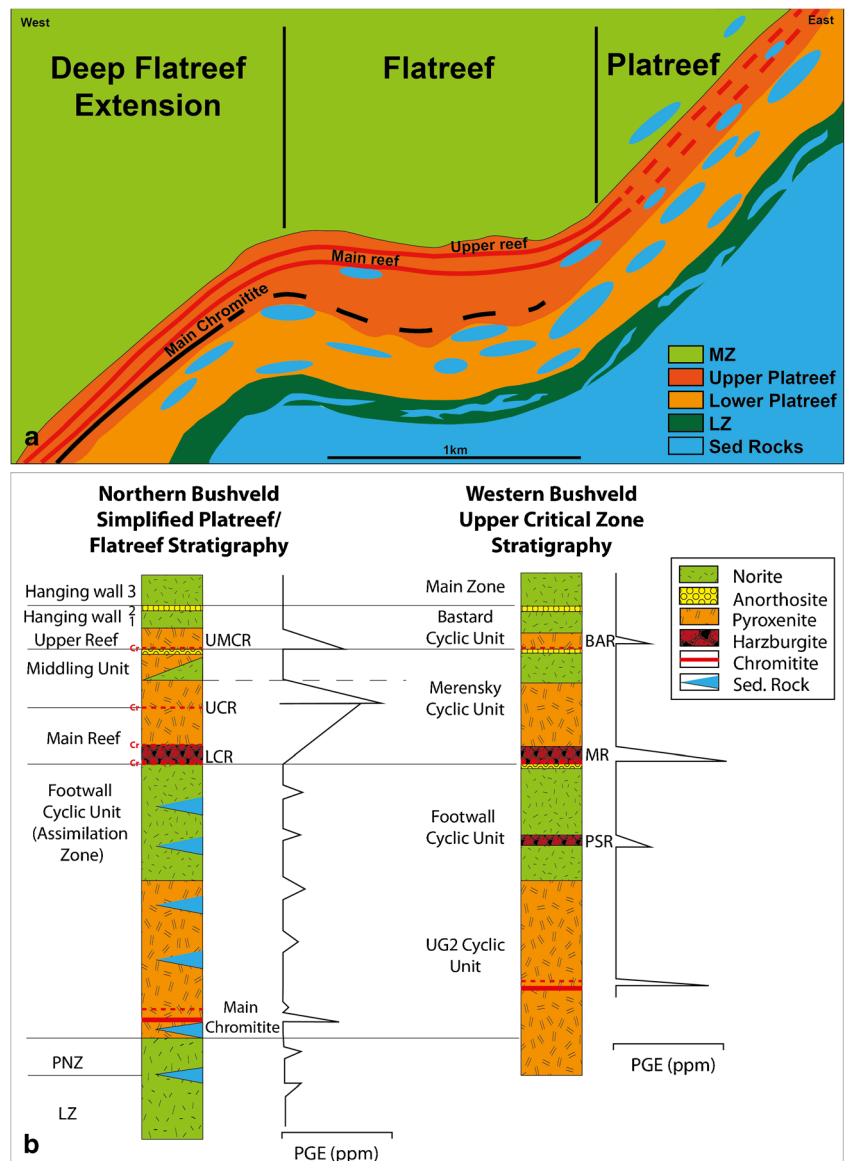 West
East
Deep Flatreef
Extension
Flatreef
Platreef
Upper reef
Main reef
Main Chromitite
MZ
Upper Platreef
Lower Platreef
LZ
Sed Rocks
a
1km
Northern Bushveld
Simplified Platreef/
Flatreef Stratigraphy
Hanging wall 3
Hanging wall 2
1
Upper Reef
Cr
UMCR
Middling Unit
Cr
UCR
Main Reef
Cr
Cr
LCR
Footwall
Cyclic Unit
(Assimilation
Zone)
Main
Chromitite
PNZ
LZ
PGE (ppm)
b
Western Bushveld
Upper Critical Zone
Stratigraphy
Main Zone
Bastard
Cyclic Unit
BAR
Merensky
Cyclic Unit
MR
Footwall
Cyclic Unit
PSR
UG2 Cyclic
Unit
PGE (ppm)
Norite
Anorthosite
Pyroxenite
Harzburgite
Chromitite
Sed. Rock